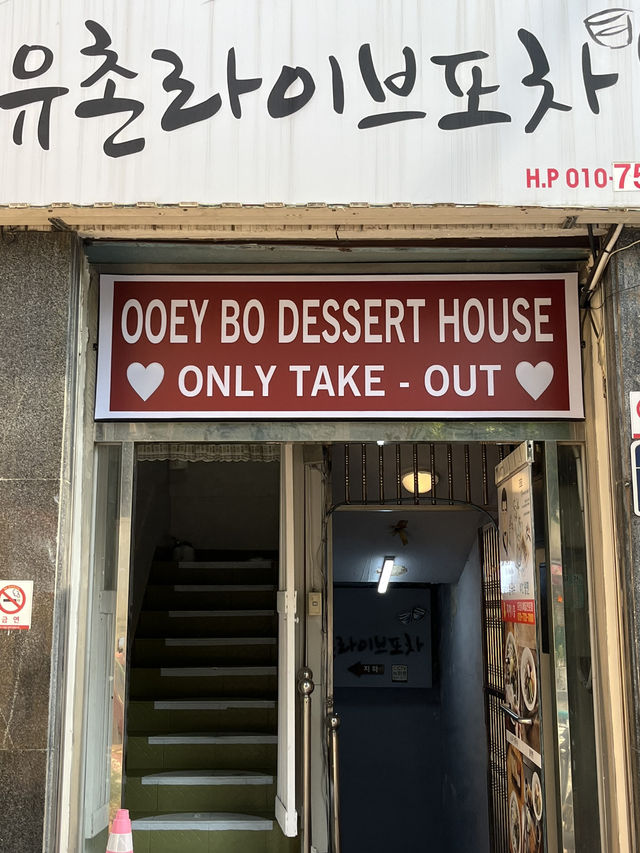 유촌라이브포차
H.P 010-75
OOEY BO DESSERT HOUSE
♥ ONLY TAKE - OUT ♥
금연
라이브포차
지하